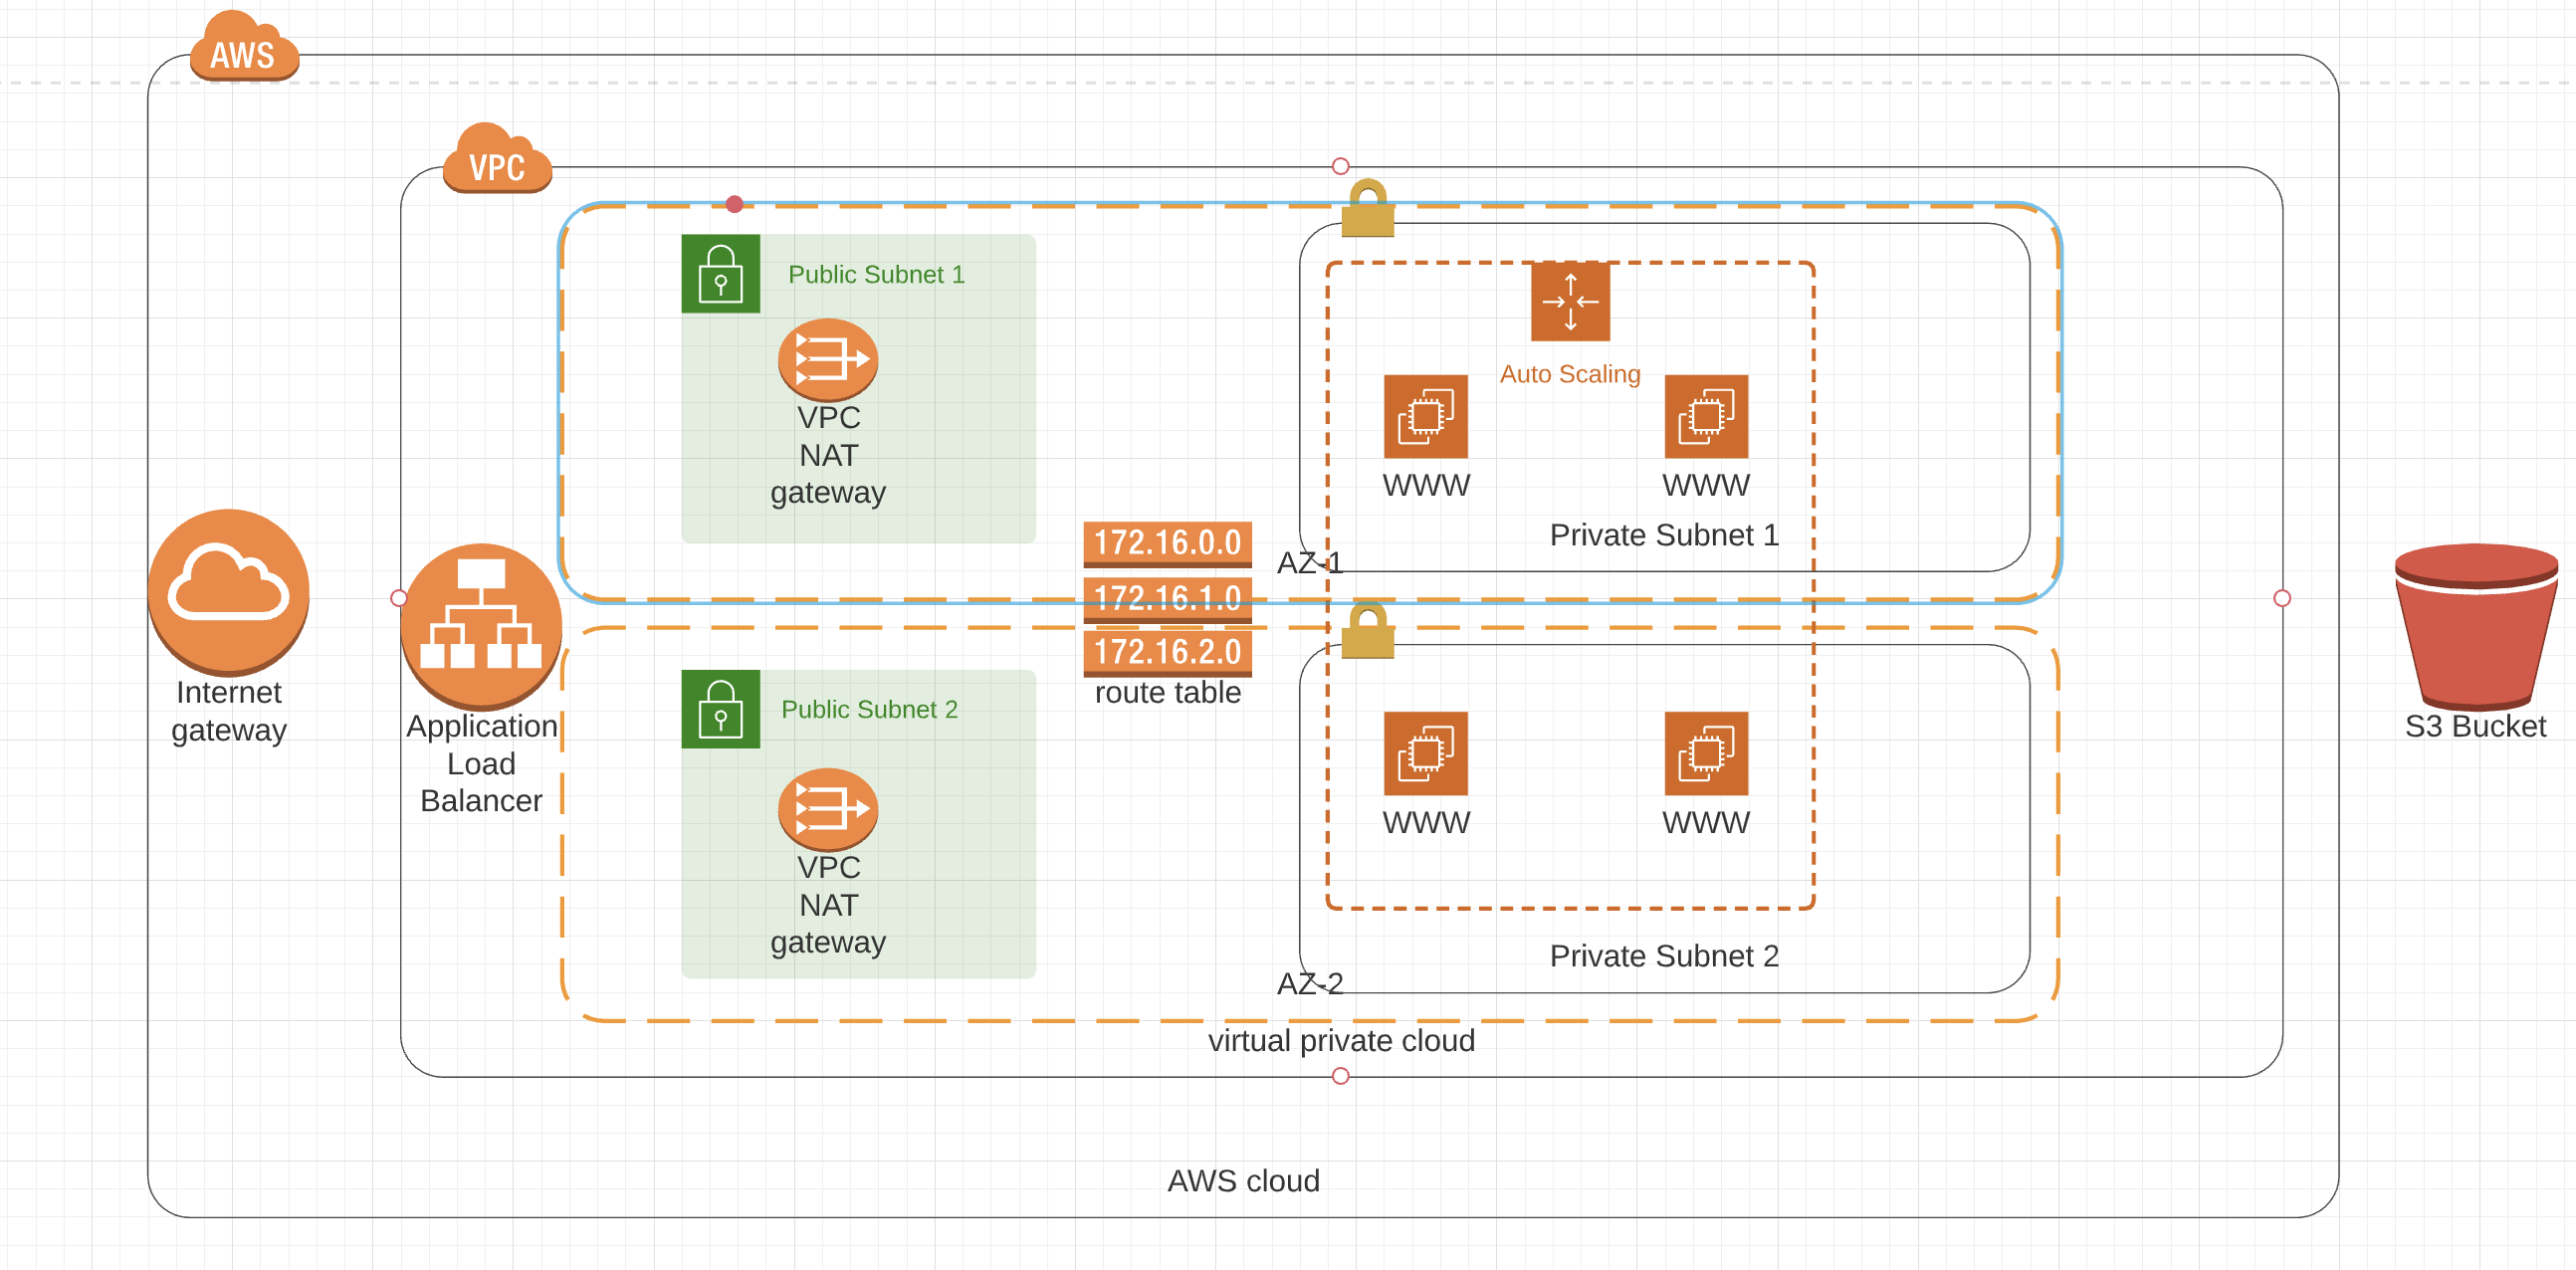 AWS
VPC
Public Subnet 1
VPC
NAT
gateway
Auto Scaling
WWW
WWW
Private Subnet 1
AZ-1
172.16.0.0
172.16.1.0
172.16.2.0
route table
Internet
gateway
Application
Load
Balancer
Public Subnet 2
VPC
NAT
gateway
WWW
WWW
Private Subnet 2
AZ-2
S3 Bucket
virtual private cloud
AWS cloud